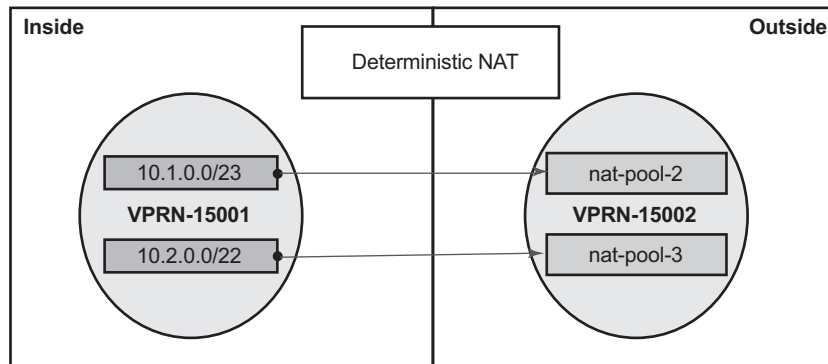 Inside
Outside
Deterministic NAT
10.1.0.0/23
nat-pool-2
VPRN-15001
VPRN-15002
10.2.0.0/22
nat-pool-3